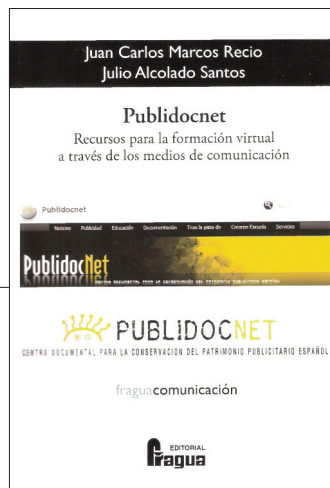 Juan Carlos Marcos Recio
Julio Alcolado Santos
Publidocnet
Recursos para la formación virtual
a través de los medios de comunicación
Publidocnet
Noticias Publicidad Educación Documentación Tras la pista de Creamos Escuela Servicios
PublidocNet
PUBLIDOCNET
CENTRO DOCUMENTAL PARA LA CONSERVACIÓN DEL PATRIMONIO PUBLICITARIO ESPAÑOL
fraguacomunicación
EDITORIAL
Fragua